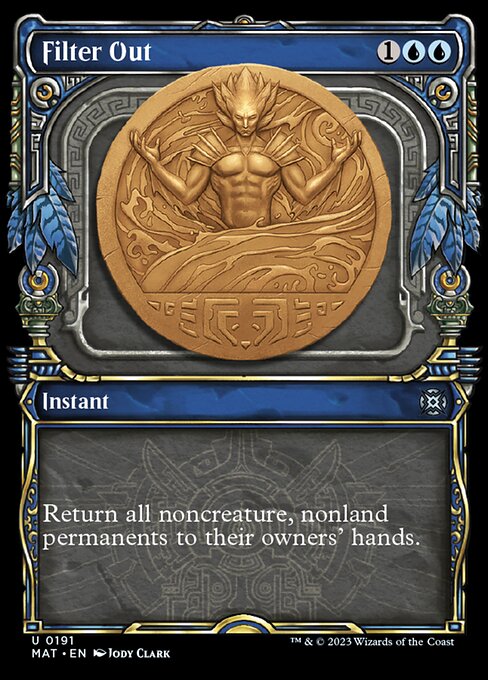 Filter Out 1
Instant
Return all noncreature, nonland
permanents to their owners’ hands.
U 0191
MAT • EN Jody Clark
™ & © 2023 Wizards of the Coast